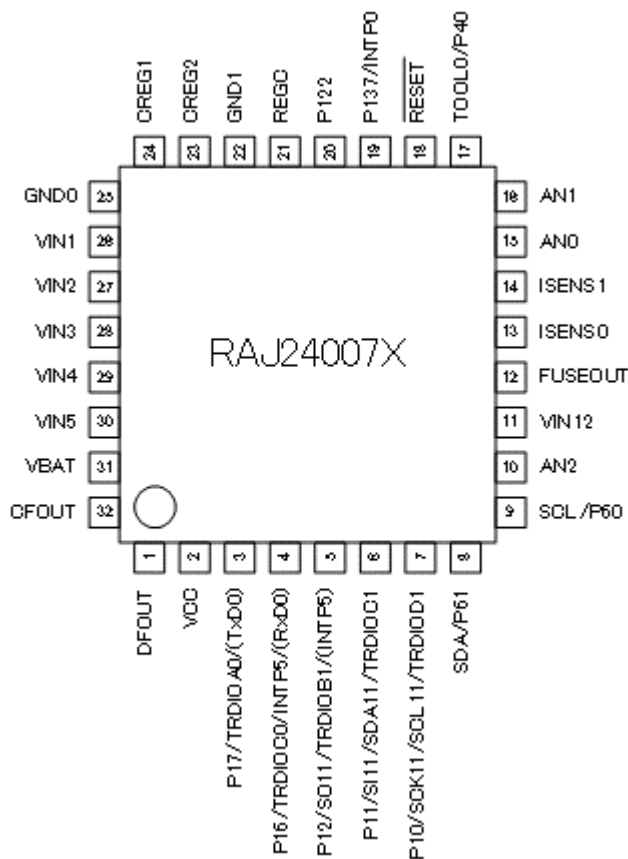 CREG1
CREG2
GND1
REGC
P122
P137/INTP0
RESET
TOOL0/P40
24
23
22
21
20
19
18
17
GND0 25
VIN1 26
VIN2 27
VIN3 28
VIN4 29
VIN5 30
VBAT 31
CFOUT 32
RAJ24007X
16 AN1
15 AN0
14 ISENS1
13 ISENS0
12 FUSEOUT
11 VIN12
10 AN2
9 SCL/P60
1
2
3
4
5
6
7
8
DFOUT
VCC
P17/TRDIOA0/(TxD0)
P16/TRDIOC0/INTP5/(RxD0)
P12/SO11/TRDIOB1/(INTP5)
P11/SI11/SDA11/TRDIOC1
P10/SCK11/SCL11/TRDIOD1
SDA/P61